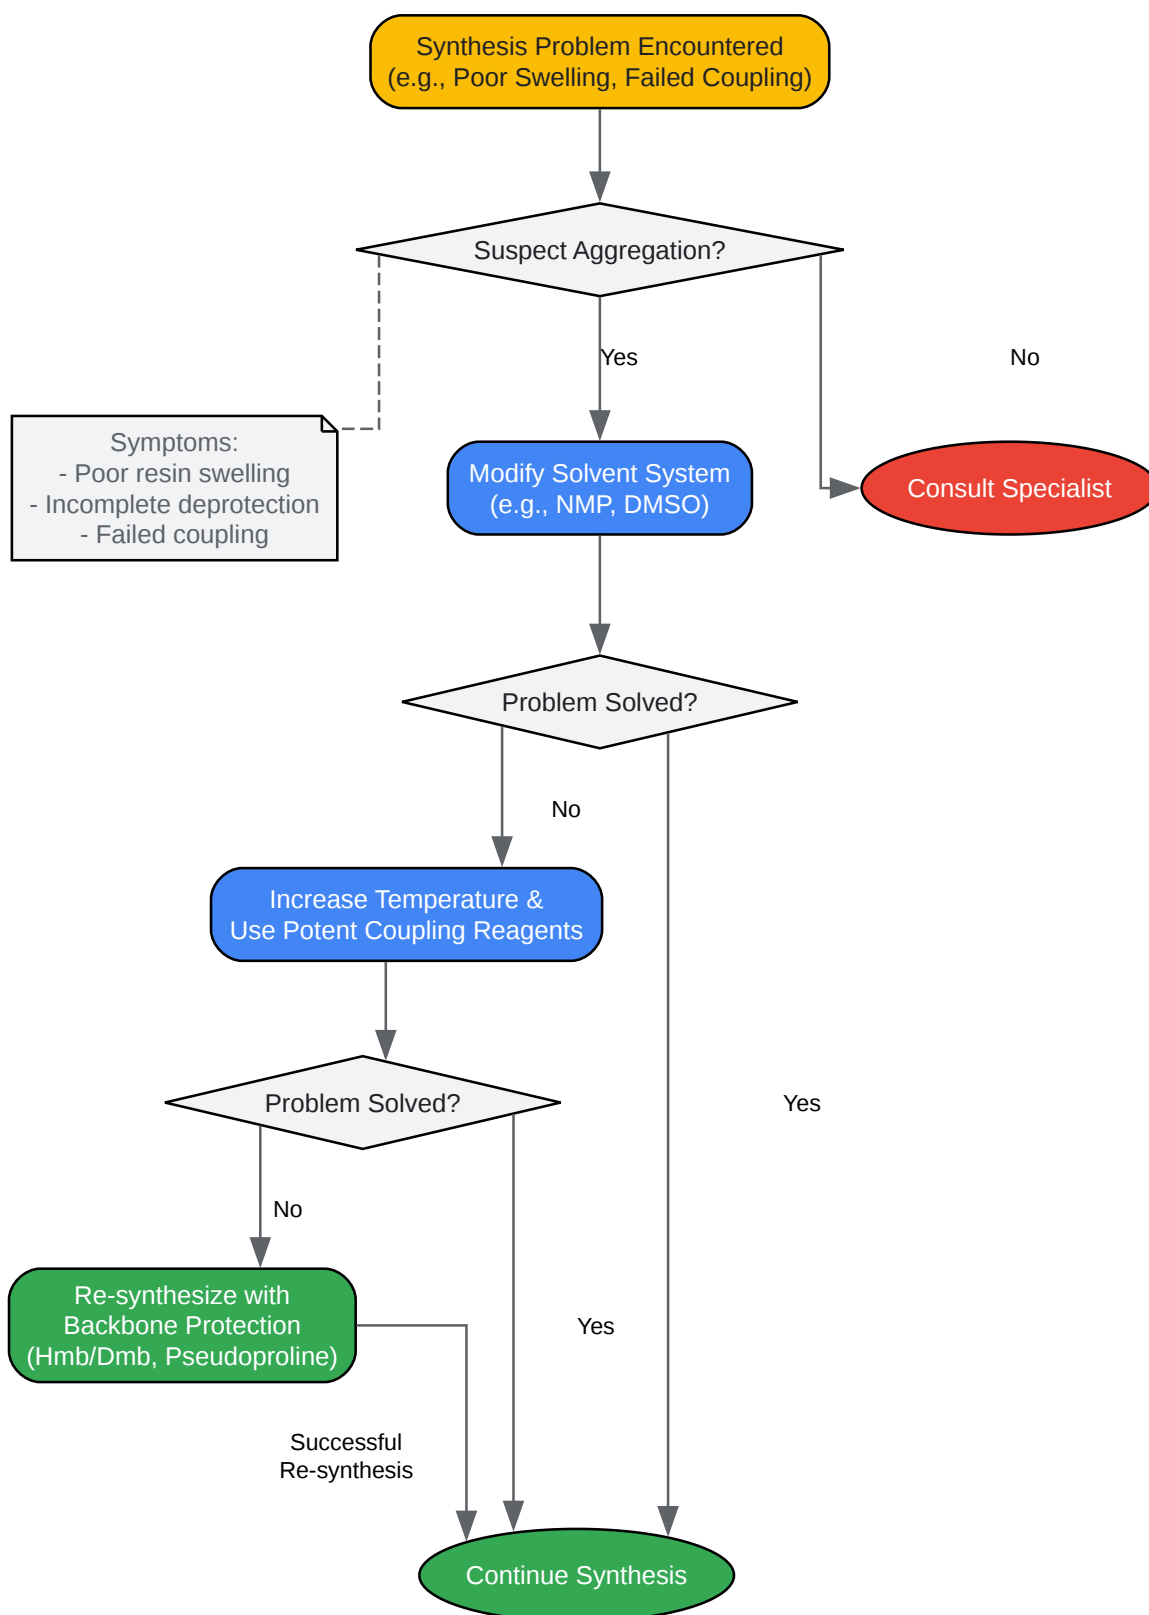 Synthesis Problem Encountered
(e.g., Poor Swelling, Failed Coupling)
Suspect Aggregation?
Yes
No
Symptoms:
- Poor resin swelling
- Incomplete deprotection
- Failed coupling
Modify Solvent System
(e.g., NMP, DMSO)
Consult Specialist
Problem Solved?
No
Increase Temperature &
Use Potent Coupling Reagents
Problem Solved?
Yes
No
Re-synthesize with
Backbone Protection
(Hmb/Dmb, Pseudoproline)
Yes
Successful
Re-synthesis
Continue Synthesis